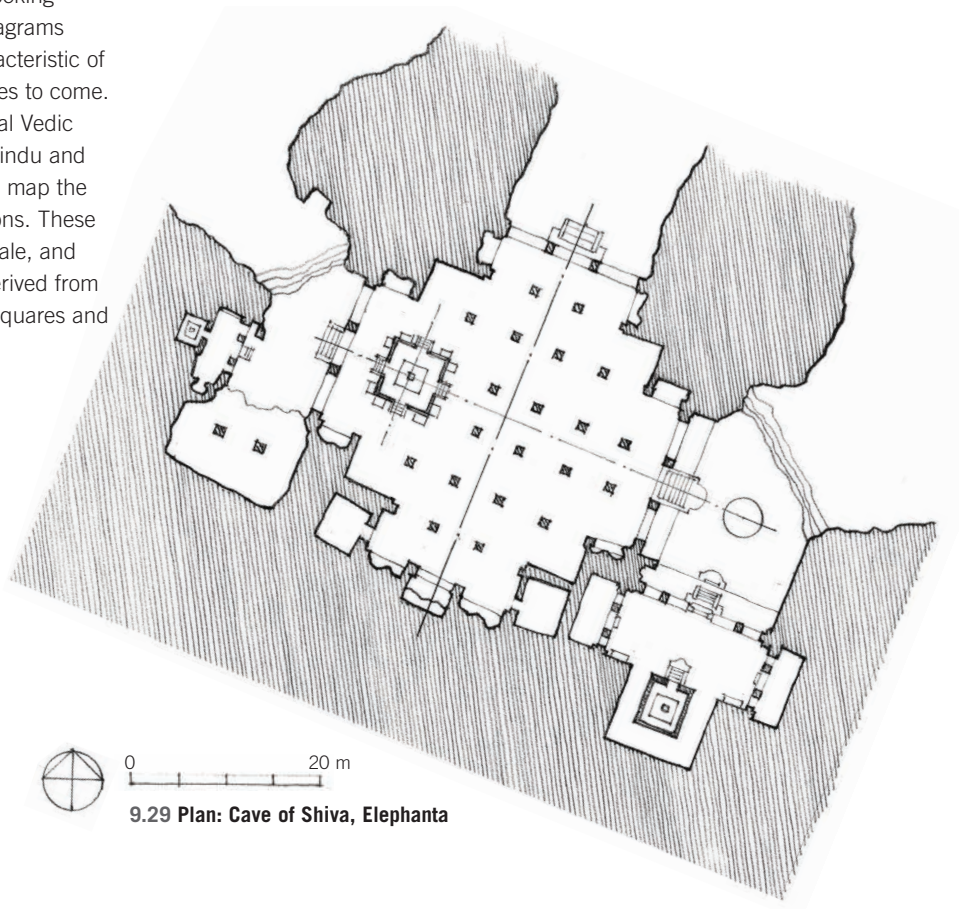 acteristic of
es to come.
al Vedic
indu and
map the
ons. These
ale, and
erived from
quares and
0 20 m
9.29 Plan: Cave of Shiva, Elephanta